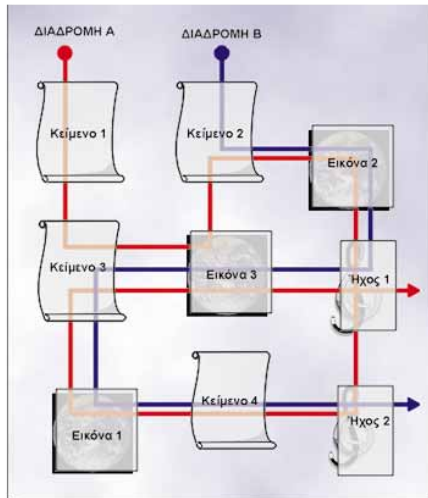 ΔΙΑΔΡΟΜΗ Α
ΔΙΑΔΡΟΜΗ Β
Κείμενο 1
Κείμενο 2
Εικόνα 2
Κείμενο 3
Εικόνα 3
Ήχος 1
Εικόνα 1
Κείμενο 4
Ήχος 2